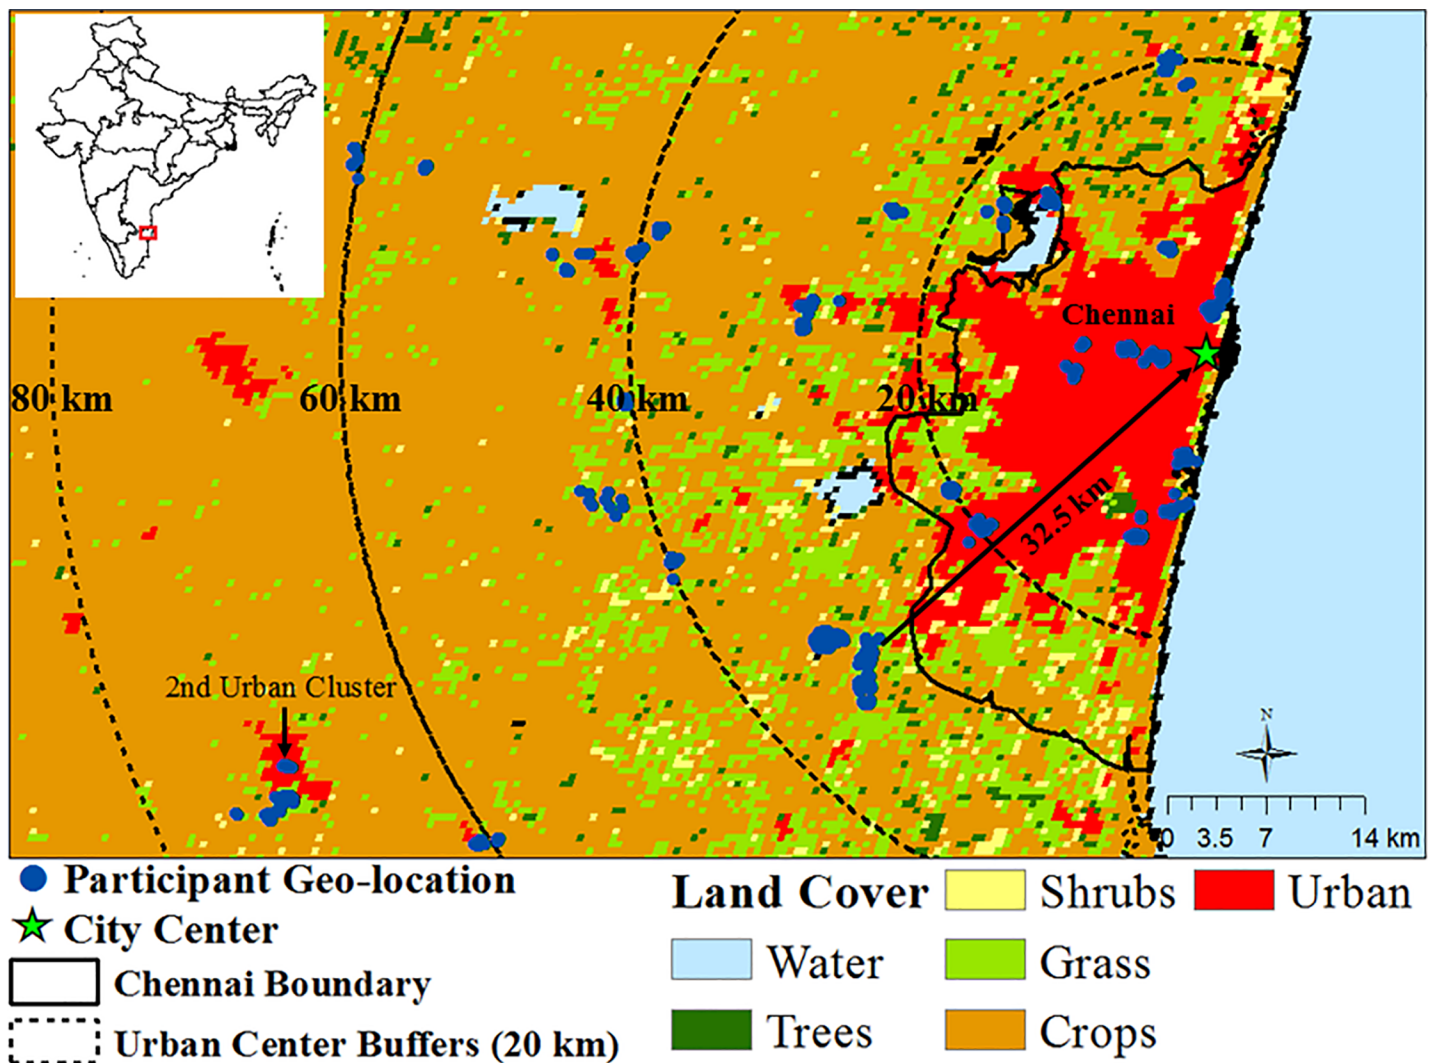 Chennai
80 km
60 km
40 km
20 km
32.5 km
2nd Urban Cluster
N
0 3.5 7 14 km
Participant Geo-location
City Center
Chennai Boundary
Urban Center Buffers (20 km)
Land Cover
Shrubs
Urban
Water
Grass
Trees
Crops